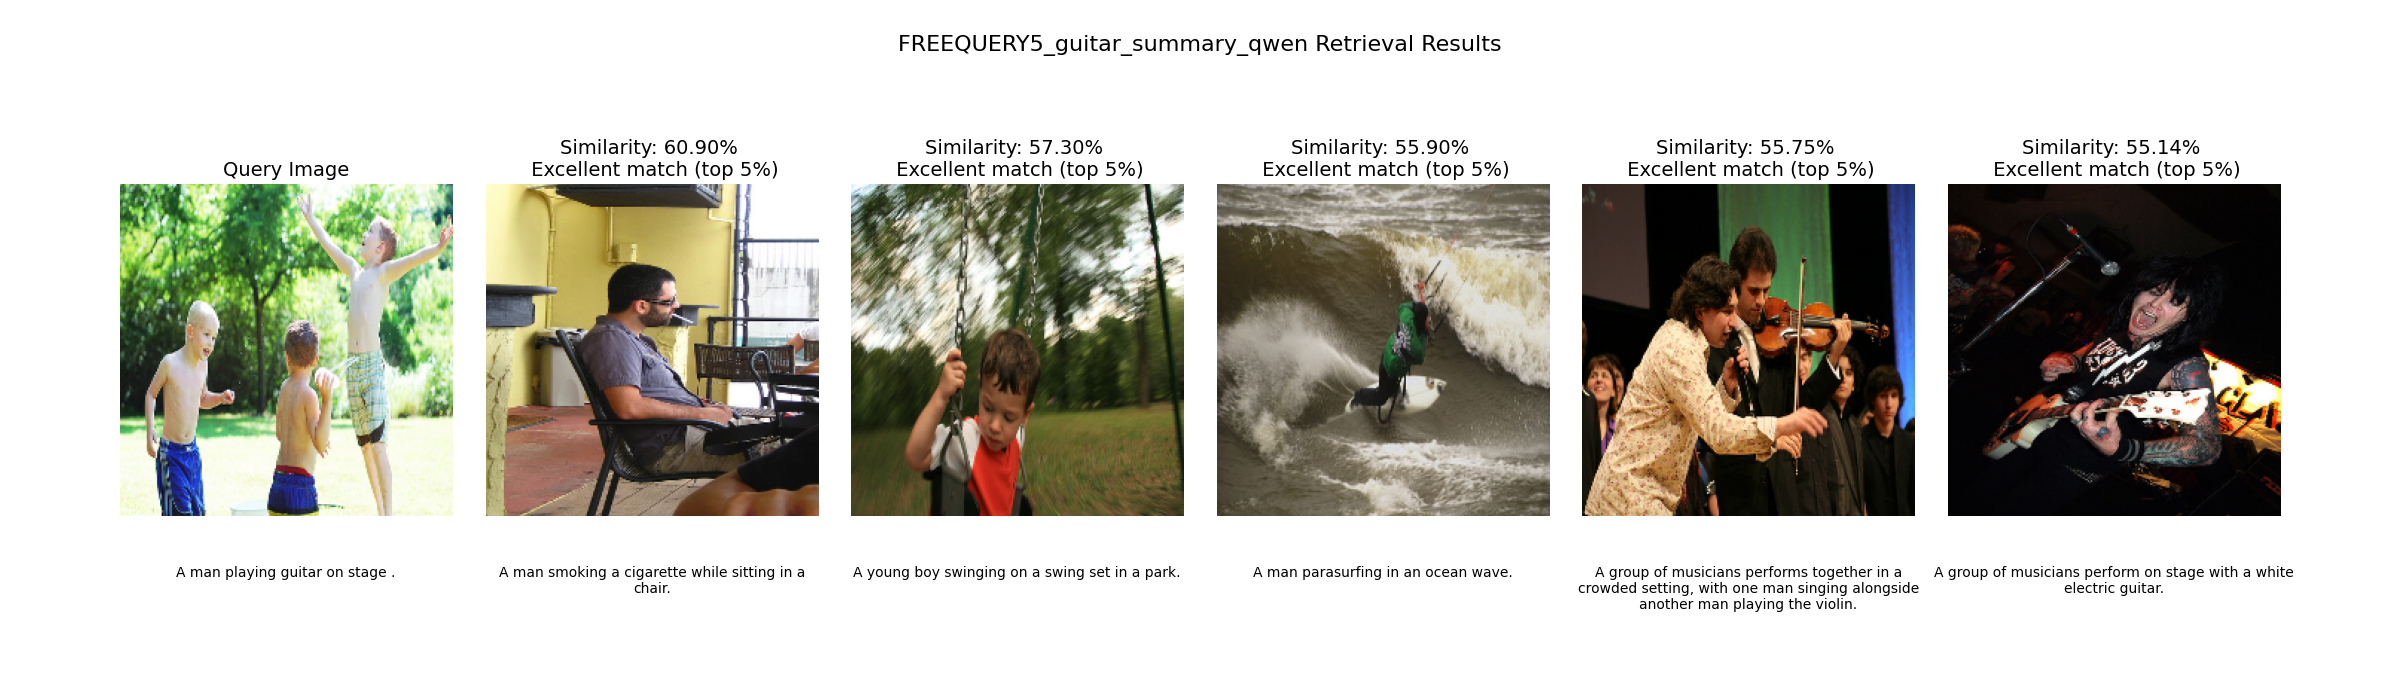 FREEQUERY5_guitar_summary_qwen Retrieval Results
Query Image
Similarity: 60.90%
Excellent match (top 5%)
Similarity: 57.30%
Excellent match (top 5%)
Similarity: 55.90%
Excellent match (top 5%)
Similarity: 55.75%
Excellent match (top 5%)
Similarity: 55.14%
Excellent match (top 5%)
A man playing guitar on stage .
A man smoking a cigarette while sitting in a
chair.
A young boy swinging on a swing set in a park.
A man parasurfing in an ocean wave.
A group of musicians performs together in a
crowded setting, with one man singing alongside
another man playing the violin.
A group of musicians perform on stage with a white
electric guitar.